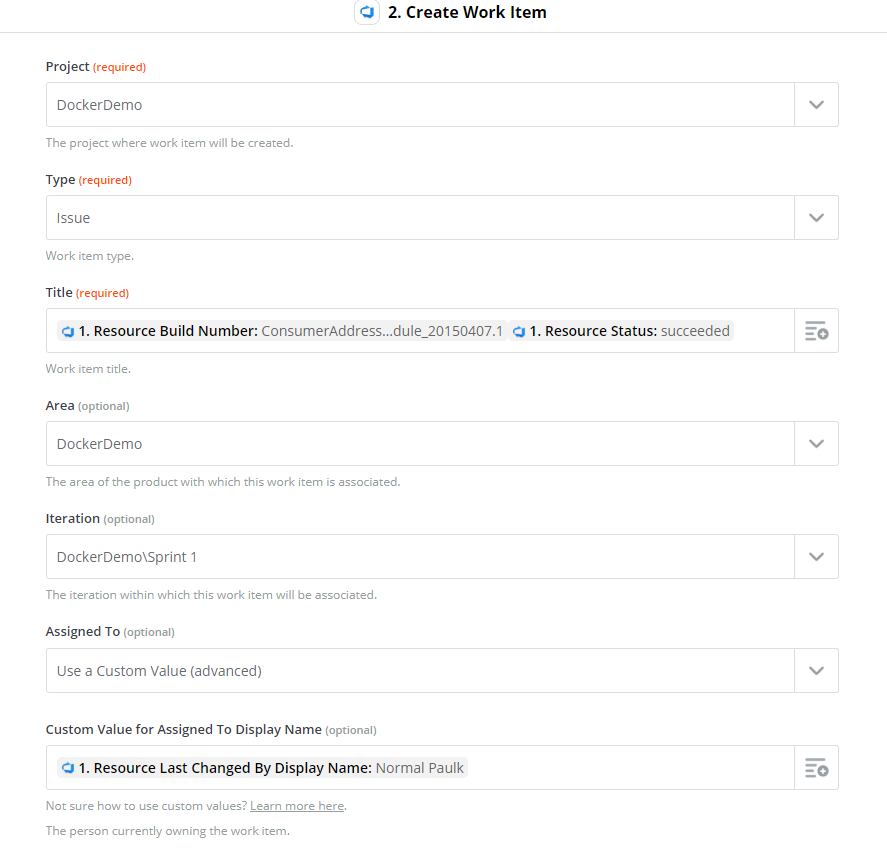 2. Create Work Item
Project (required)
DockerDemo
The project where work item will be created.
Type (required)
Issue
Work item type.
Title (required)
1. Resource Build Number: ConsumerAddress...dule_20150407.1 1. Resource Status: succeeded
Work item title.
Area (optional)
DockerDemo
The area of the product with which this work item is associated.
Iteration (optional)
DockerDemo\Sprint 1
The iteration within which this work item will be associated.
Assigned To (optional)
Use a Custom Value (advanced)
Custom Value for Assigned To Display Name (optional)
1. Resource Last Changed By Display Name: Normal Paulk
Not sure how to use custom values? Learn more here.
The person currently owning the work item.